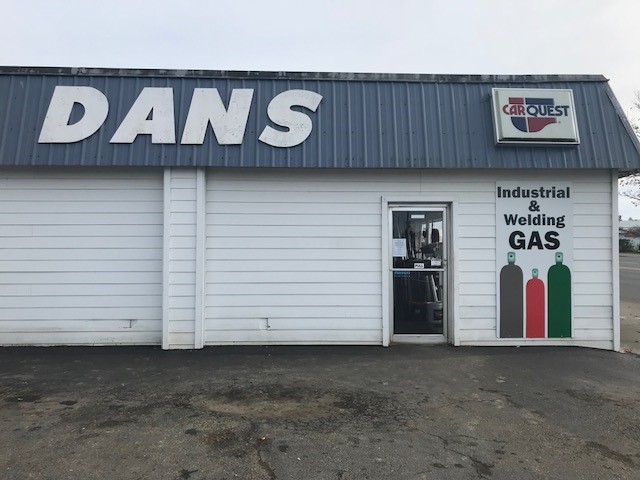 DANS
CARQUEST
Industrial
&
Welding
GAS